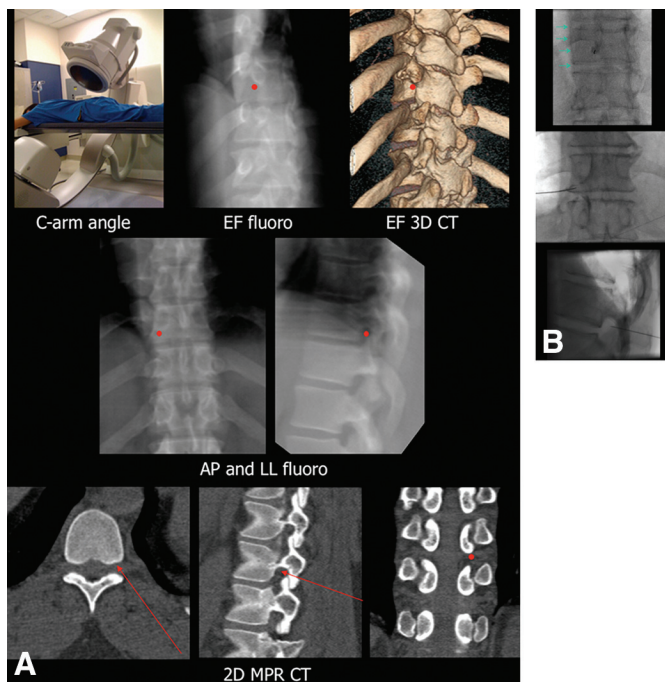 C-arm angle
EF fluoro
EF 3D CT
AP and LL fluoro
2D MPR CT
A
B